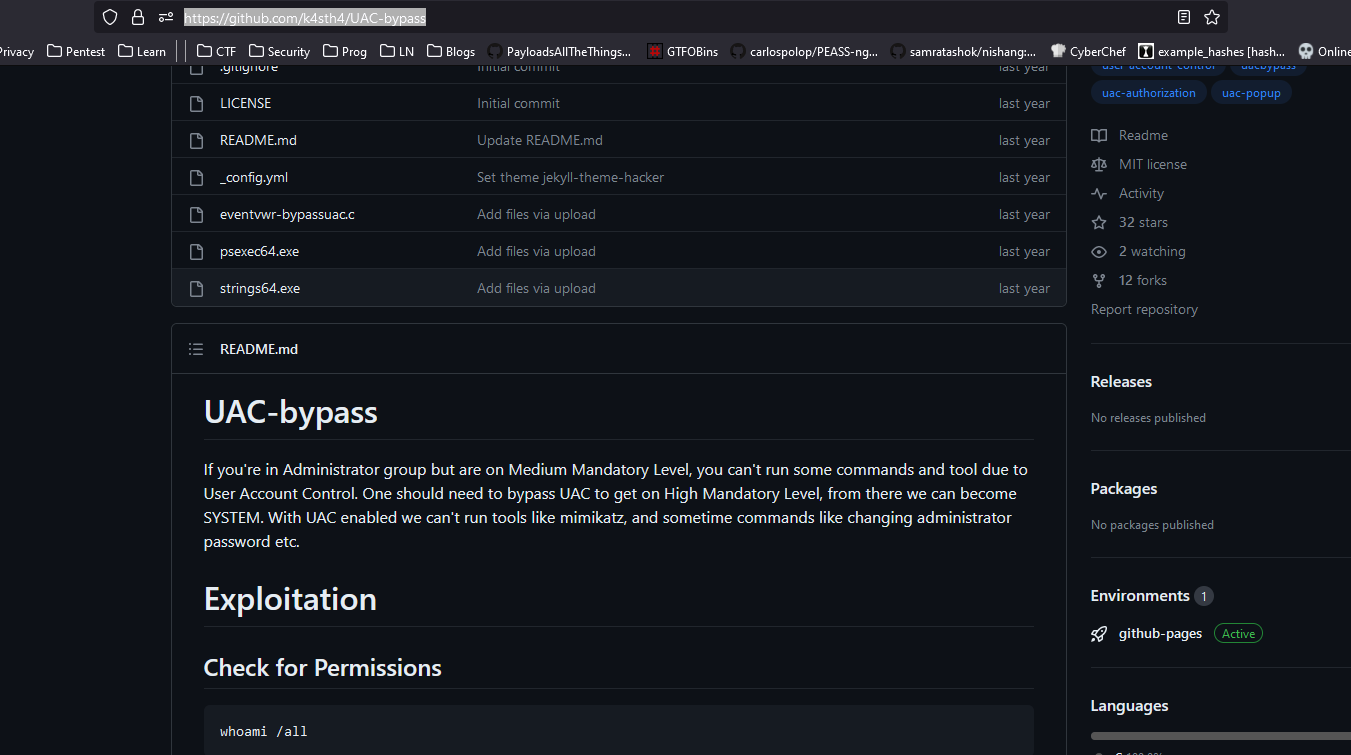 https://github.com/k4sth4/UAC-bypass
Privacy Pentest Learn CTF Security Prog LN Blogs PayloadsAllTheThings... GTFOBins carlospolop/PEASS-ng... samratashok/nishang:... CyberChef example_hashes [hash... Online
.gitignore Initial commit last year
LICENSE Initial commit last year
README.md Update README.md last year
_config.yml Set theme jekyll-theme-hacker last year
eventvwr-bypassuac.c Add files via upload last year
psexec64.exe Add files via upload last year
strings64.exe Add files via upload last year
README.md
UAC-bypass
If you're in Administrator group but are on Medium Mandatory Level, you can't run some commands and tool due to
User Account Control. One should need to bypass UAC to get on High Mandatory Level, from there we can become
SYSTEM. With UAC enabled we can't run tools like mimikatz, and sometime commands like changing administrator
password etc.
Exploitation
Check for Permissions
whoami /all
user-account-control uacbypass
uac-authorization uac-popup
Readme
MIT license
Activity
32 stars
2 watching
12 forks
Report repository
Releases
No releases published
Packages
No packages published
Environments 1
github-pages Active
Languages